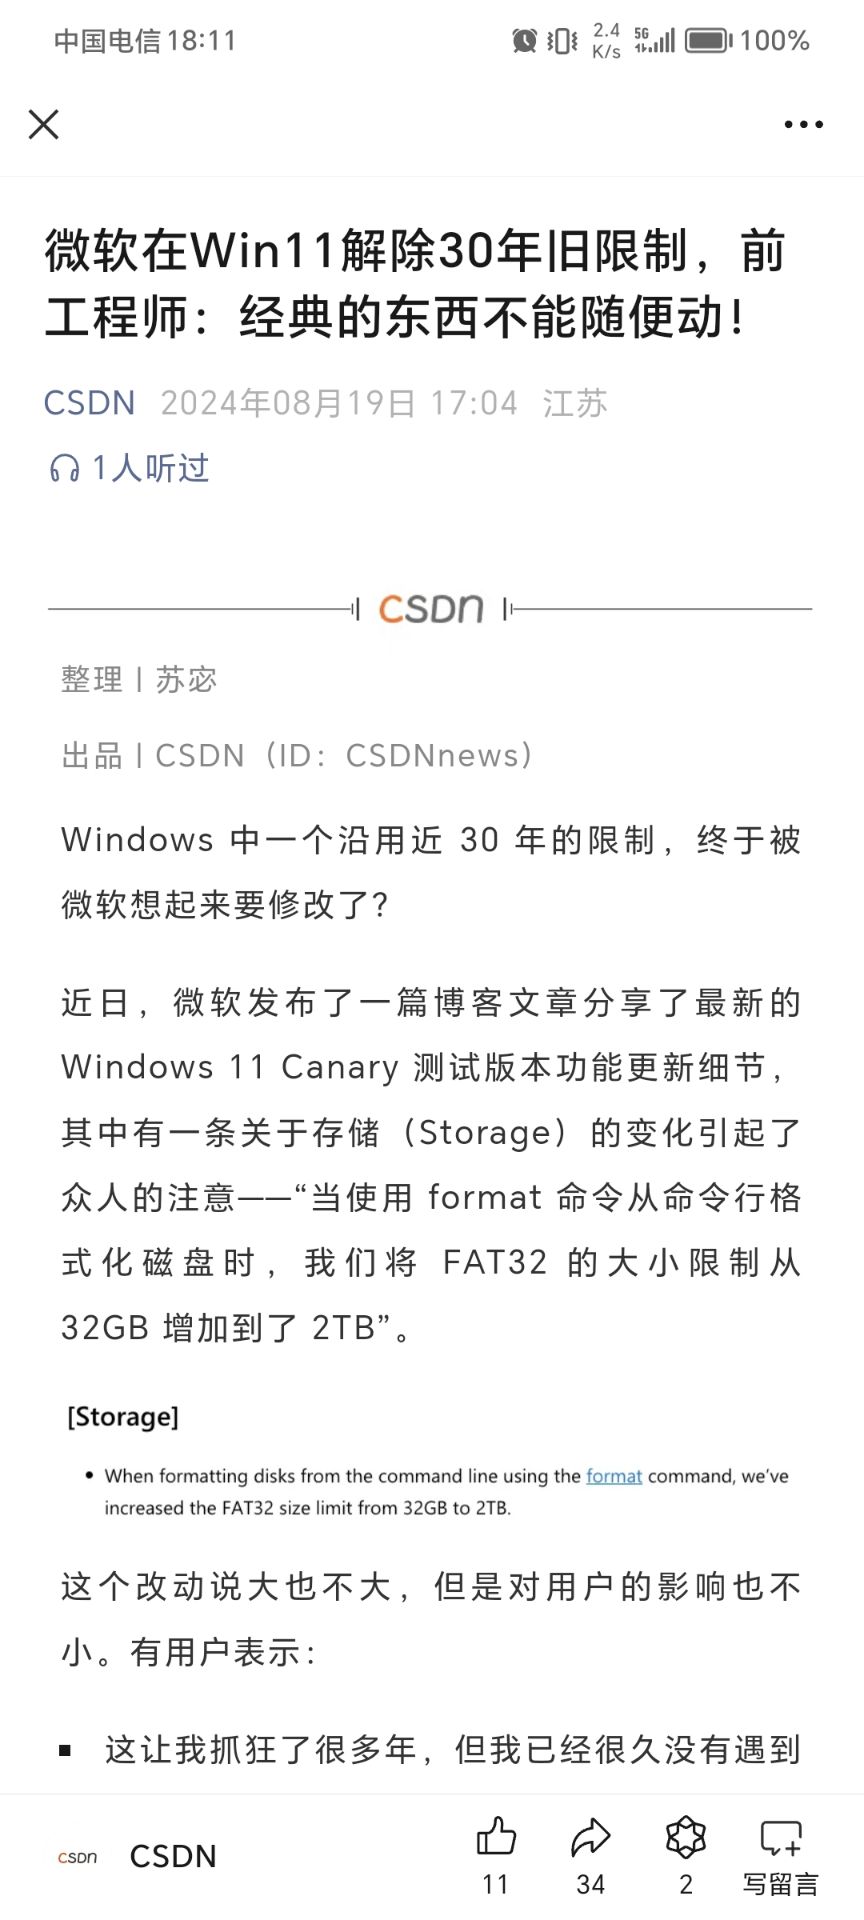 中国电信 18:11
2.4 K/s 5G 100%
微软在Win11解除30年旧限制，前
工程师：经典的东西不能随便动！
CSDN 2024年08月19日 17:04 江苏
1人听过
CSDN
整理 | 苏宓
出品 | CSDN（ID：CSDNnews）
Windows 中一个沿用近 30 年的限制，终于被
微软想起来要修改了？
近日，微软发布了一篇博客文章分享了最新的
Windows 11 Canary 测试版本功能更新细节，
其中有一条关于存储（Storage）的变化引起了
众人的注意——“当使用 format 命令从命令行格
式化磁盘时，我们将 FAT32 的大小限制从
32GB 增加到了 2TB”。
[Storage]
• When formatting disks from the command line using the format command, we’ve
increased the FAT32 size limit from 32GB to 2TB.
这个改动说大也不大，但是对用户的影响也不
小。有用户表示：
▪ 这让我抓狂了很多年，但我已经很久没有遇到
CSDN CSDN
11 34 2 写留言